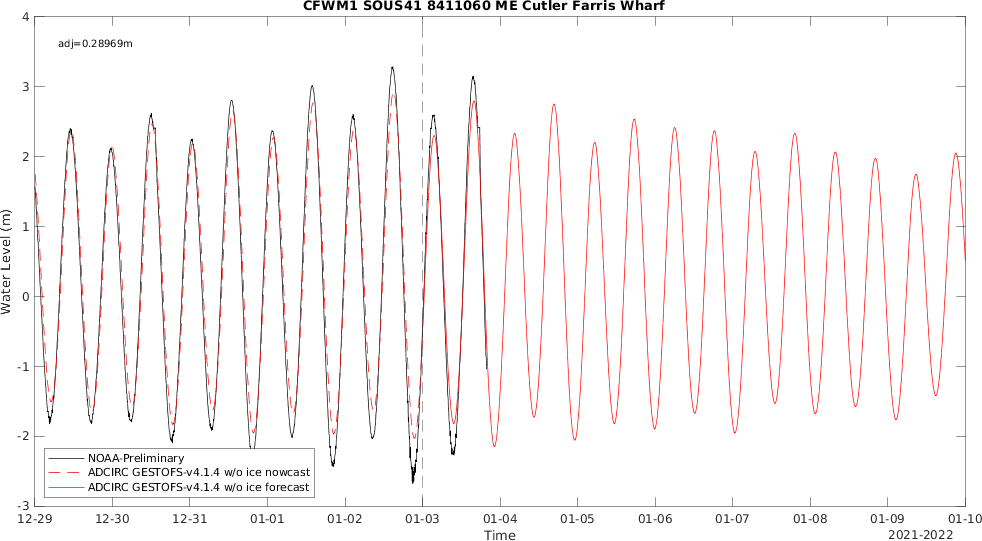 CFWM1 SOUS41 8411060 ME Cutler Farris Wharf
4
adj=0.28969m
3
2
1
0
-1
-2
-3
Water Level (m)
NOAA-Preliminary
ADCIRC GESTOFS-v4.1.4 w/o ice nowcast
ADCIRC GESTOFS-v4.1.4 w/o ice forecast
12-29 12-30 12-31 01-01 01-02 01-03 01-04 01-05 01-06 01-07 01-08 01-09 01-10
Time
2021-2022